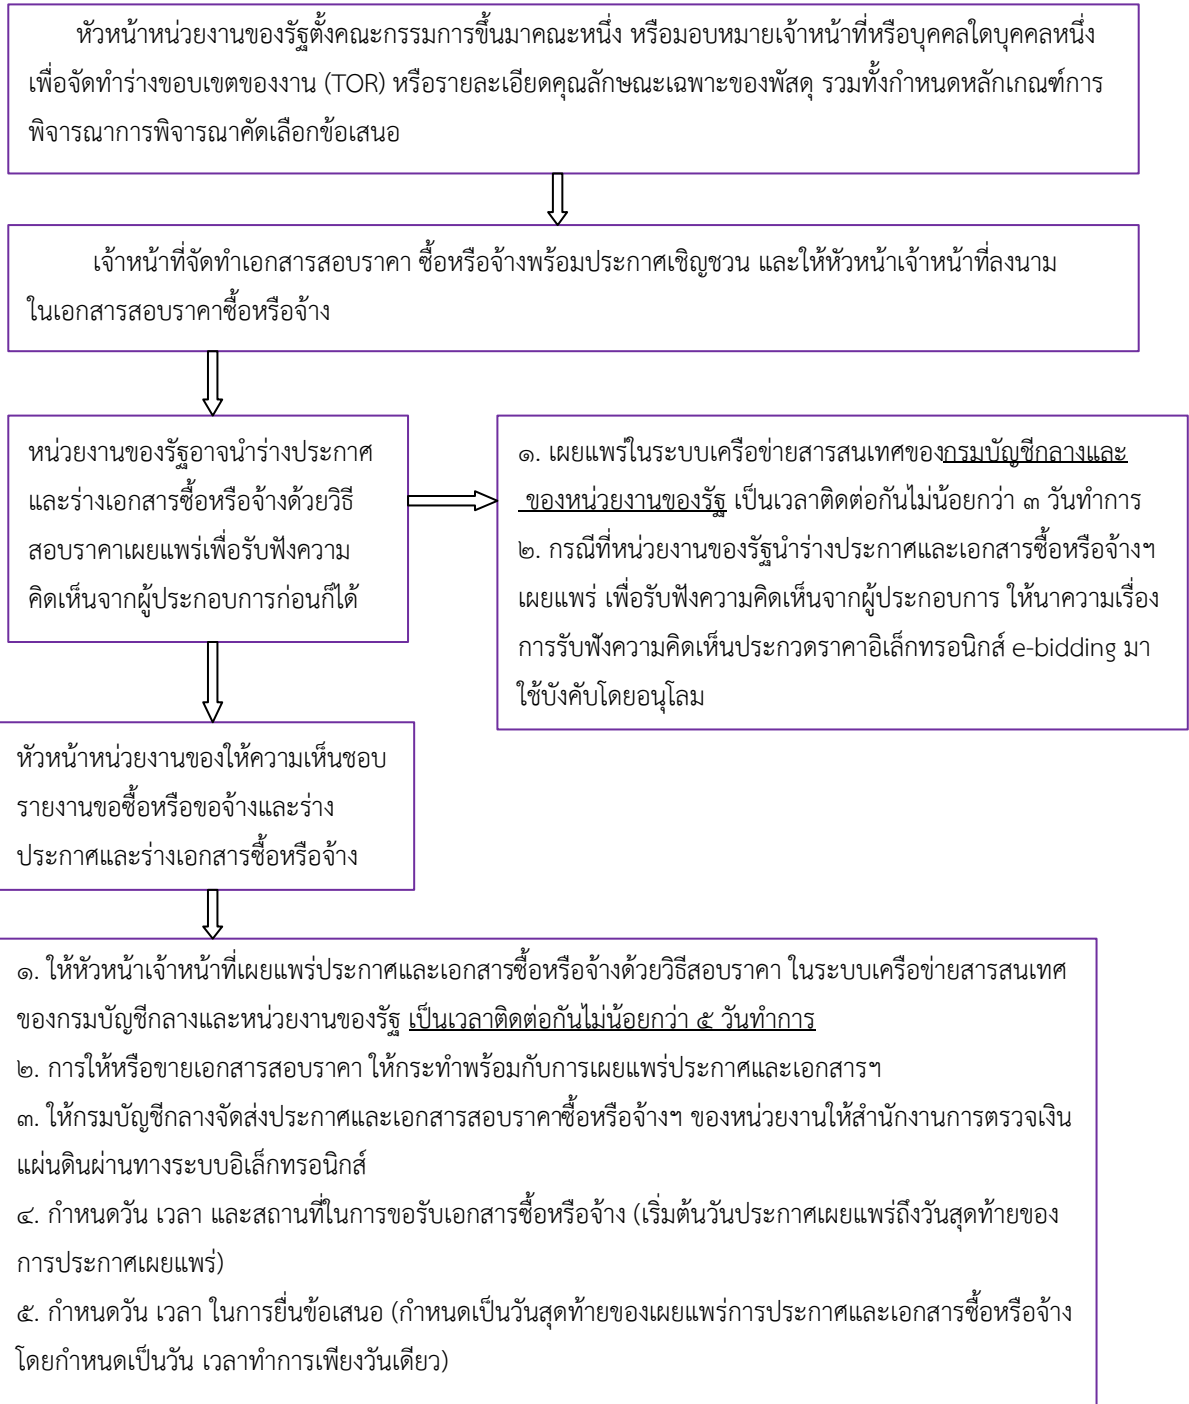 หัวหน้าหน่วยงานของรัฐตั้งคณะกรรมการขึ้นมาคณะหนึ่ง หรือมอบหมายเจ้าหน้าที่หรือบุคคลใดบุคคลหนึ่ง
เพื่อจัดทำร่างขอบเขตของงาน (TOR) หรือรายละเอียดคุณลักษณะเฉพาะของพัสดุ รวมทั้งกำหนดหลักเกณฑ์การ
พิจารณาการพิจารณาคัดเลือกข้อเสนอ
เจ้าหน้าที่จัดทำเอกสารสอบราคา ซื้อหรือจ้างพร้อมประกาศเชิญชวน และให้หัวหน้าเจ้าหน้าที่ลงนาม
ในเอกสารสอบราคาซื้อหรือจ้าง
หน่วยงานของรัฐอาจนำร่างประกาศ
และร่างเอกสารซื้อหรือจ้างด้วยวิธี
สอบราคาเผยแพร่เพื่อรับฟังความ
คิดเห็นจากผู้ประกอบการก่อนก็ได้
๑. เผยแพร่ในระบบเครือข่ายสารสนเทศของกรมบัญชีกลางและ
ของหน่วยงานของรัฐ เป็นเวลาติดต่อกันไม่น้อยกว่า ๓ วันทำการ
๒. กรณีที่หน่วยงานของรัฐนำร่างประกาศและเอกสารซื้อหรือจ้างฯ
เผยแพร่ เพื่อรับฟังความคิดเห็นจากผู้ประกอบการ ให้นาความเรื่อง
การรับฟังความคิดเห็นประกวดราคาอิเล็กทรอนิกส์ e-bidding มา
ใช้บังคับโดยอนุโลม
หัวหน้าหน่วยงานของให้ความเห็นชอบ
รายงานขอซื้อหรือขอจ้างและร่าง
ประกาศและร่างเอกสารซื้อหรือจ้าง
๑. ให้หัวหน้าเจ้าหน้าที่เผยแพร่ประกาศและเอกสารซื้อหรือจ้างด้วยวิธีสอบราคา ในระบบเครือข่ายสารสนเทศ
ของกรมบัญชีกลางและหน่วยงานของรัฐ เป็นเวลาติดต่อกันไม่น้อยกว่า ๕ วันทำการ
๒. การให้หรือขายเอกสารสอบราคา ให้กระทำพร้อมกับการเผยแพร่ประกาศและเอกสารฯ
๓. ให้กรมบัญชีกลางจัดส่งประกาศและเอกสารสอบราคาซื้อหรือจ้างฯ ของหน่วยงานให้สำนักงานการตรวจเงิน
แผ่นดินผ่านทางระบบอิเล็กทรอนิกส์
๔. กำหนดวัน เวลา และสถานที่ในการขอรับเอกสารซื้อหรือจ้าง (เริ่มต้นวันประกาศเผยแพร่ถึงวันสุดท้ายของ
การประกาศเผยแพร่)
๕. กำหนดวัน เวลา ในการยื่นข้อเสนอ (กำหนดเป็นวันสุดท้ายของเผยแพร่การประกาศและเอกสารซื้อหรือจ้าง
โดยกำหนดเป็นวัน เวลาทำการเพียงวันเดียว)